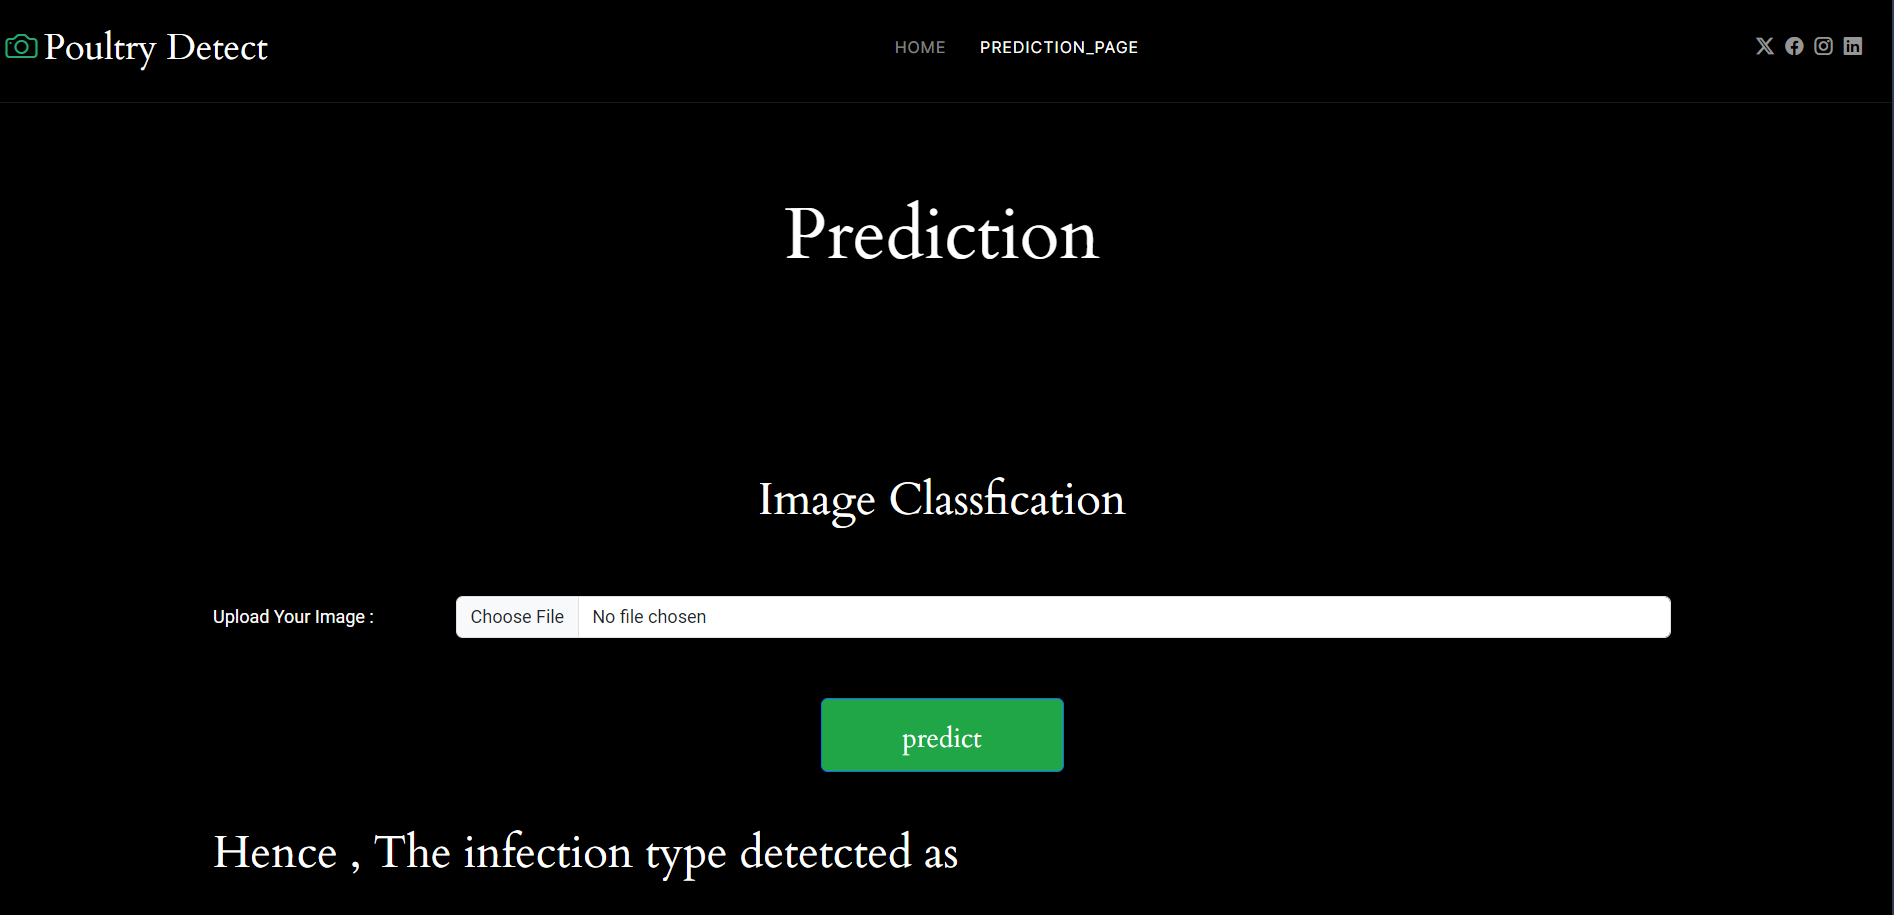 Poultry Detect
HOME
PREDICTION_PAGE
Prediction
Image Classfication
Upload Your Image :
Choose File
No file chosen
predict
Hence , The infection type detetcted as